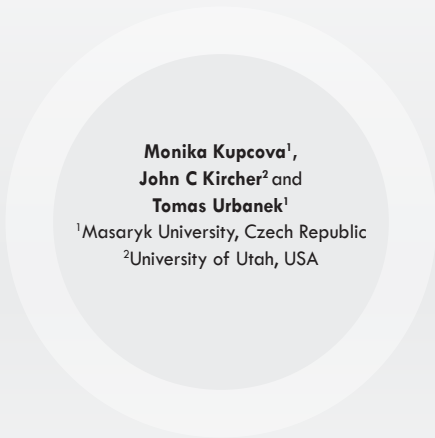 Monika Kupcova¹,
John C Kircher² and
Tomas Urbanek¹
¹Masaryk University, Czech Republic
²University of Utah, USA